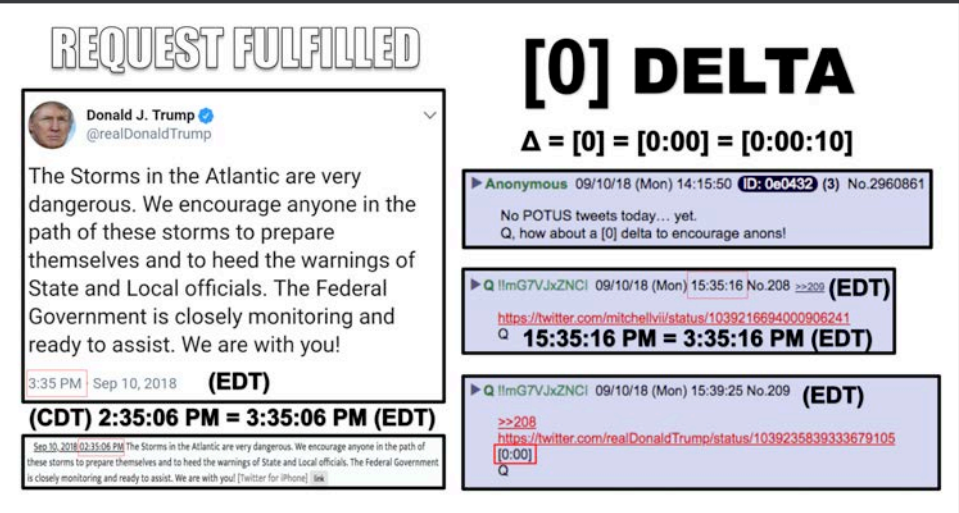 REQUEST FULFILLED
Donald J. Trump
@realDonaldTrump
The Storms in the Atlantic are very
dangerous. We encourage anyone in the
path of these storms to prepare
themselves and to heed the warnings of
State and Local officials. The Federal
Government is closely monitoring and
ready to assist. We are with you!
3:35 PM · Sep 10, 2018 (EDT)
(CDT) 2:35:06 PM = 3:35:06 PM (EDT)
Sep 10, 2018 02:35:06 PM The Storms in the Atlantic are very dangerous. We encourage anyone in the path of
these storms to prepare themselves and to heed the warnings of State and Local officials. The Federal Government
is closely monitoring and ready to assist. We are with you! [Twitter for iPhone] link
[0] DELTA
Δ = [0] = [0:00] = [0:00:10]
Anonymous 09/10/18 (Mon) 14:15:50 ID: 0e0432 (3) No.2960861
No POTUS tweets today… yet.
Q, how about a [0] delta to encourage anons!
Q !!mG7VJxZNCI 09/10/18 (Mon) 15:35:16 No.208 >>209 (EDT)
https://twitter.com/mitchellvii/status/1039216694000906241
Q 15:35:16 PM = 3:35:16 PM (EDT)
Q !!mG7VJxZNCI 09/10/18 (Mon) 15:39:25 No.209 (EDT)
>>208
https://twitter.com/realDonaldTrump/status/1039235839333679105
[0:00]
Q